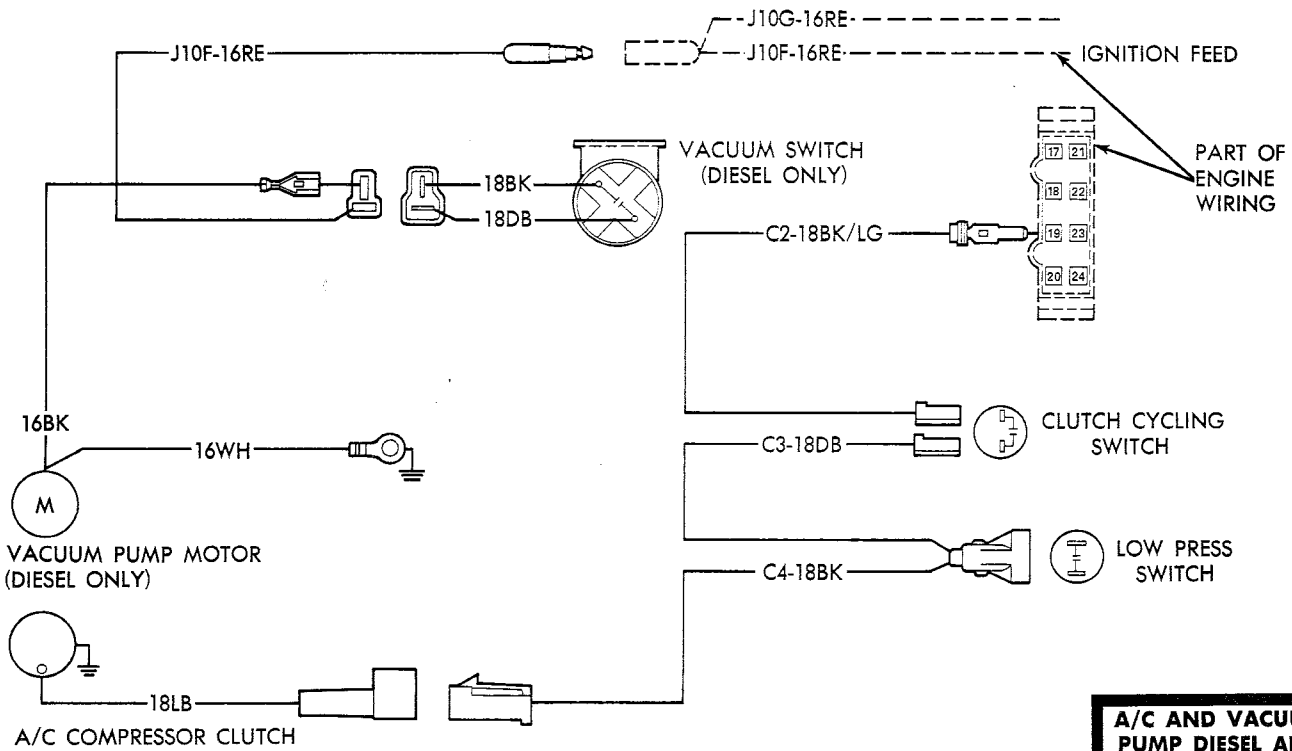 J10G-16RE
J10F-16RE
J10F-16RE
IGNITION FEED
VACUUM SWITCH
(DIESEL ONLY)
17 21
18 22
19 23
20 24
PART OF
ENGINE
WIRING
18BK
18DB
C2-18BK/LG
16BK
16WH
CLUTCH CYCLING
SWITCH
C3-18DB
M
VACUUM PUMP MOTOR
(DIESEL ONLY)
LOW PRESS
SWITCH
C4-18BK
18LB
A/C COMPRESSOR CLUTCH
A/C AND
PUMP DIESEL